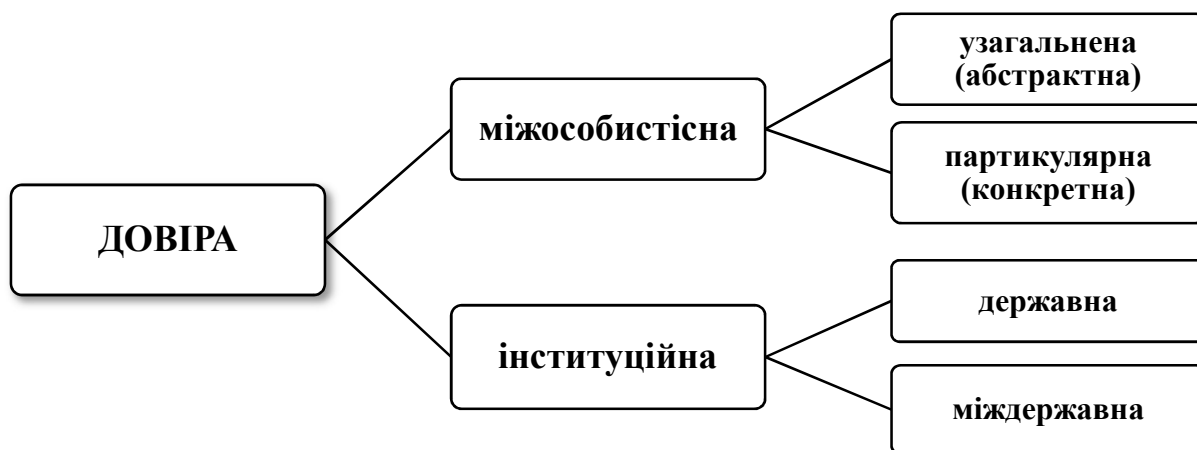 ДОВІРА
міжособистісна
узагальнена
(абстрактна)
партикулярна
(конкретна)
інституційна
державна
міждержавна